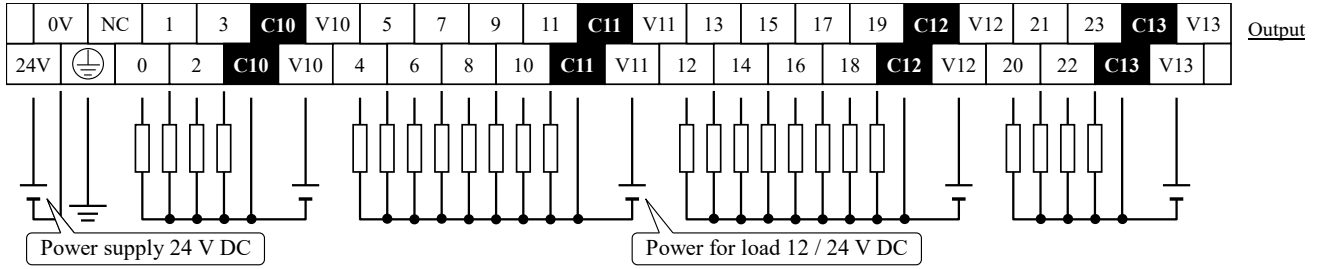 0V NC 1 3 C10 V10 5 7 9 11 C11 V11 13 15 17 19 C12 V12 21 23 C13 V13 Output
24V 0 2 C10 V10 4 6 8 10 C11 V11 12 14 16 18 C12 V12 20 22 C13 V13
Power supply 24 V DC Power for load 12 / 24 V DC